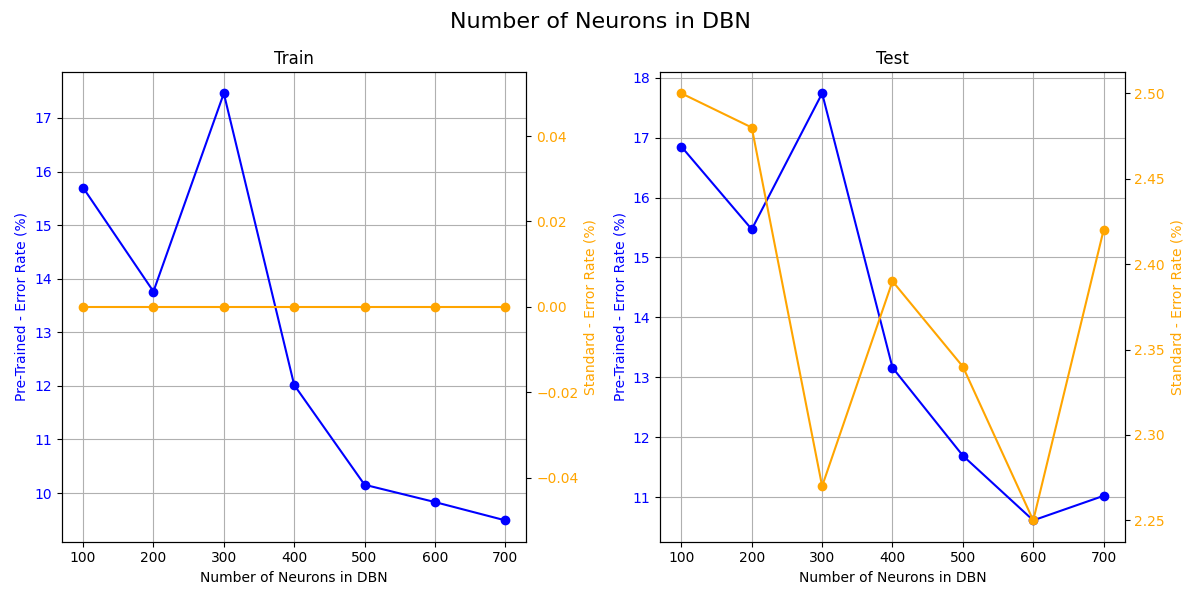 Number of Neurons in DBN
Train
17
16
15
14
13
12
11
10
Pre-Trained - Error Rate (%)
0.04
0.02
0.00
−0.02
−0.04
Standard - Error Rate (%)
100 200 300 400 500 600 700
Number of Neurons in DBN
Test
18
17
16
15
14
13
12
11
Pre-Trained - Error Rate (%)
2.50
2.45
2.40
2.35
2.30
2.25
Standard - Error Rate (%)
100 200 300 400 500 600 700
Number of Neurons in DBN